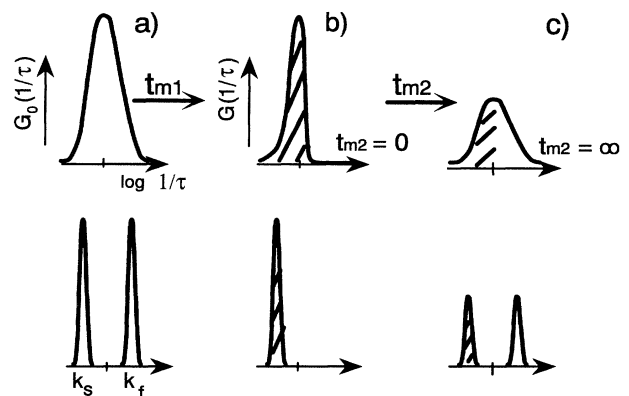 a)
b)
c)
G₀(1/τ)
tm1
G(1/τ)
tm2
tm2 = 0
tm2 = ∞
log 1/τ
ks
kf